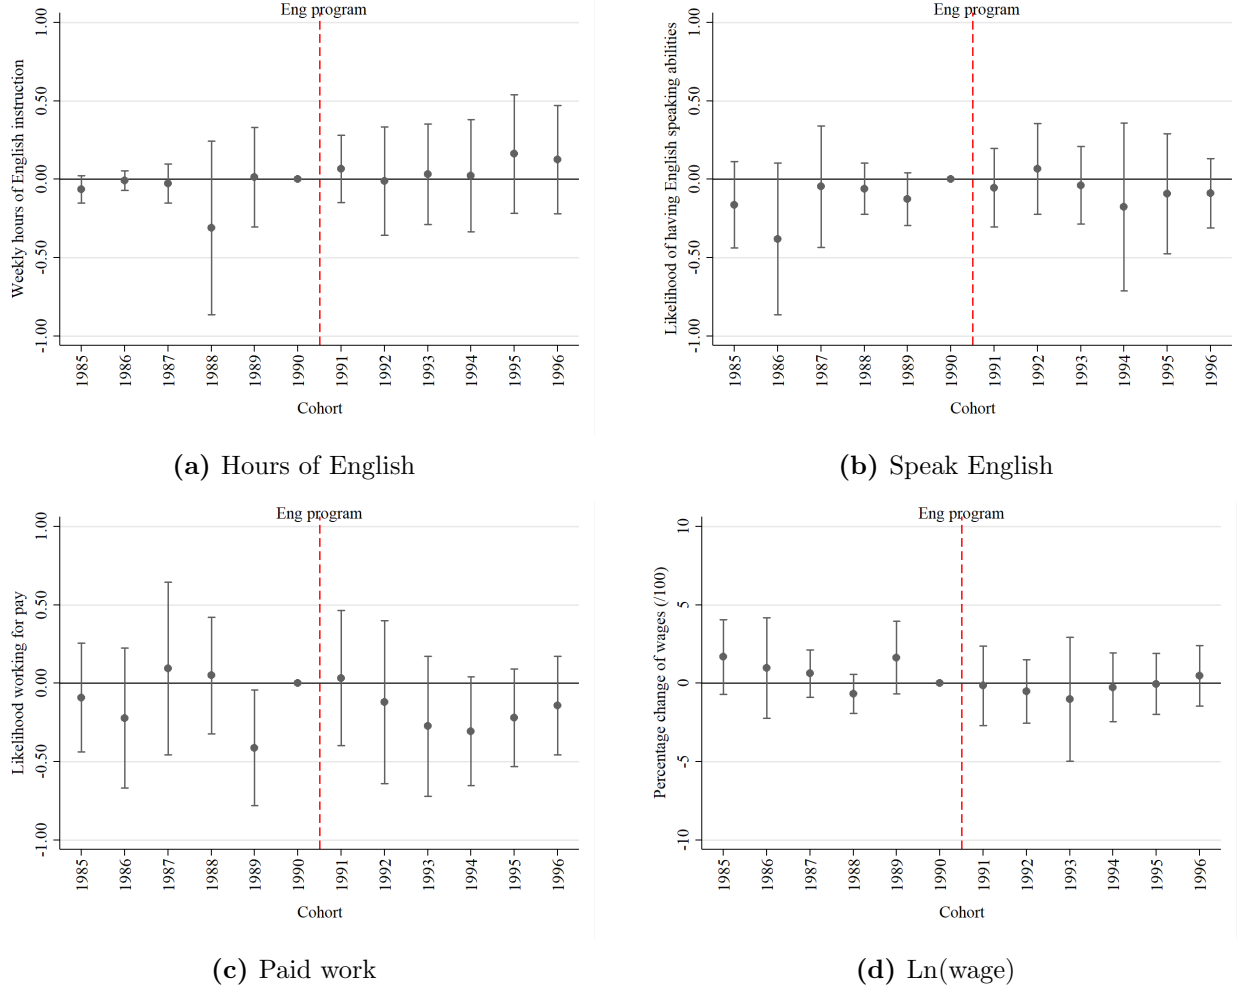 Eng program
Weekly hours of English instruction
1.00
0.50
0.00
-0.50
-1.00
1985 1986 1987 1988 1989 1990 1991 1992 1993 1994 1995 1996
Cohort
(a) Hours of English
Eng program
Likelihood of having English speaking abilities
1.00
0.50
0.00
-0.50
-1.00
1985 1986 1987 1988 1989 1990 1991 1992 1993 1994 1995 1996
Cohort
(b) Speak English
Eng program
Likelihood working for pay
1.00
0.50
0.00
-0.50
-1.00
1985 1986 1987 1988 1989 1990 1991 1992 1993 1994 1995 1996
Cohort
(c) Paid work
Eng program
Percentage change of wages (/100)
10
5
0
-5
-10
1985 1986 1987 1988 1989 1990 1991 1992 1993 1994 1995 1996
Cohort
(d) Ln(wage)